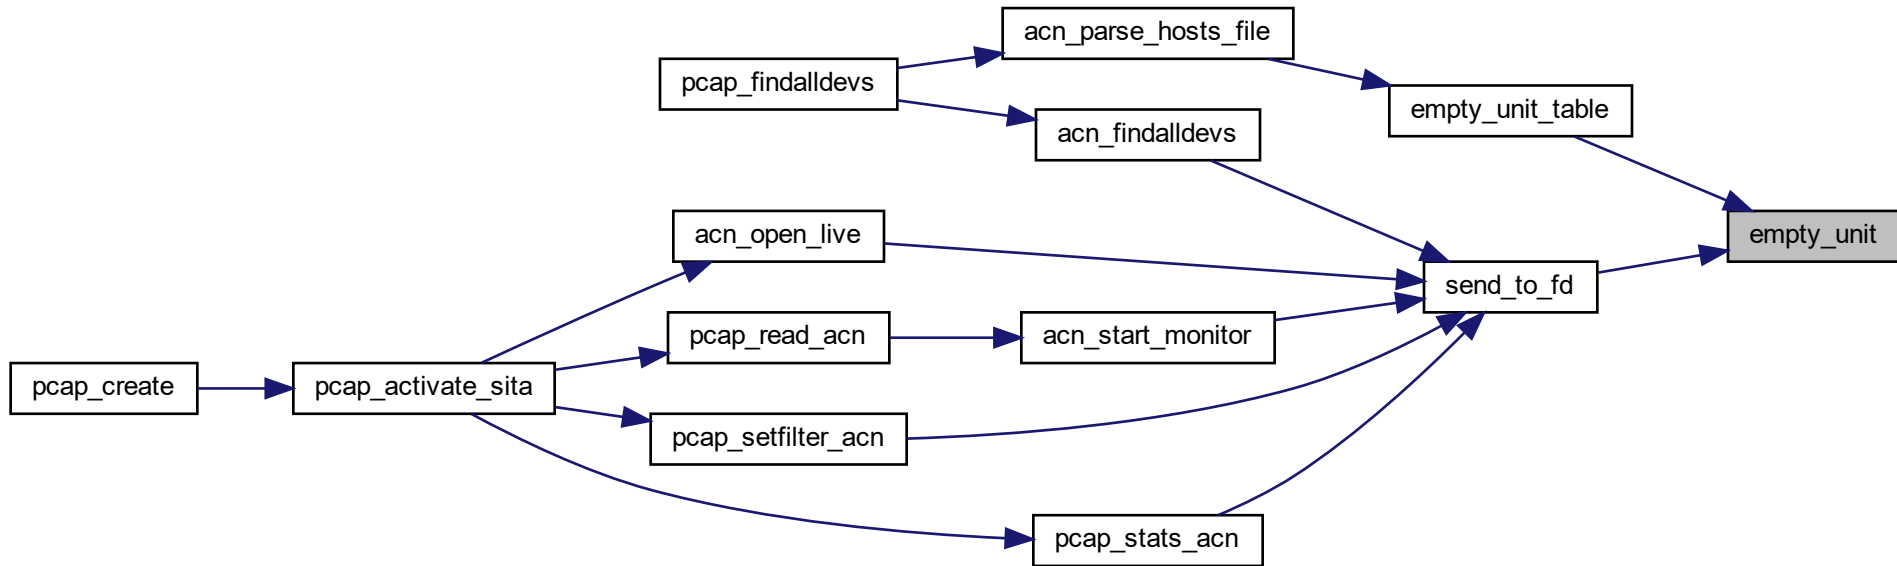 acn_parse_hosts_file
pcap_findalldevs
empty_unit_table
acn_findalldevs
acn_open_live
empty_unit
send_to_fd
pcap_read_acn
acn_start_monitor
pcap_create
pcap_activate_sita
pcap_setfilter_acn
pcap_stats_acn